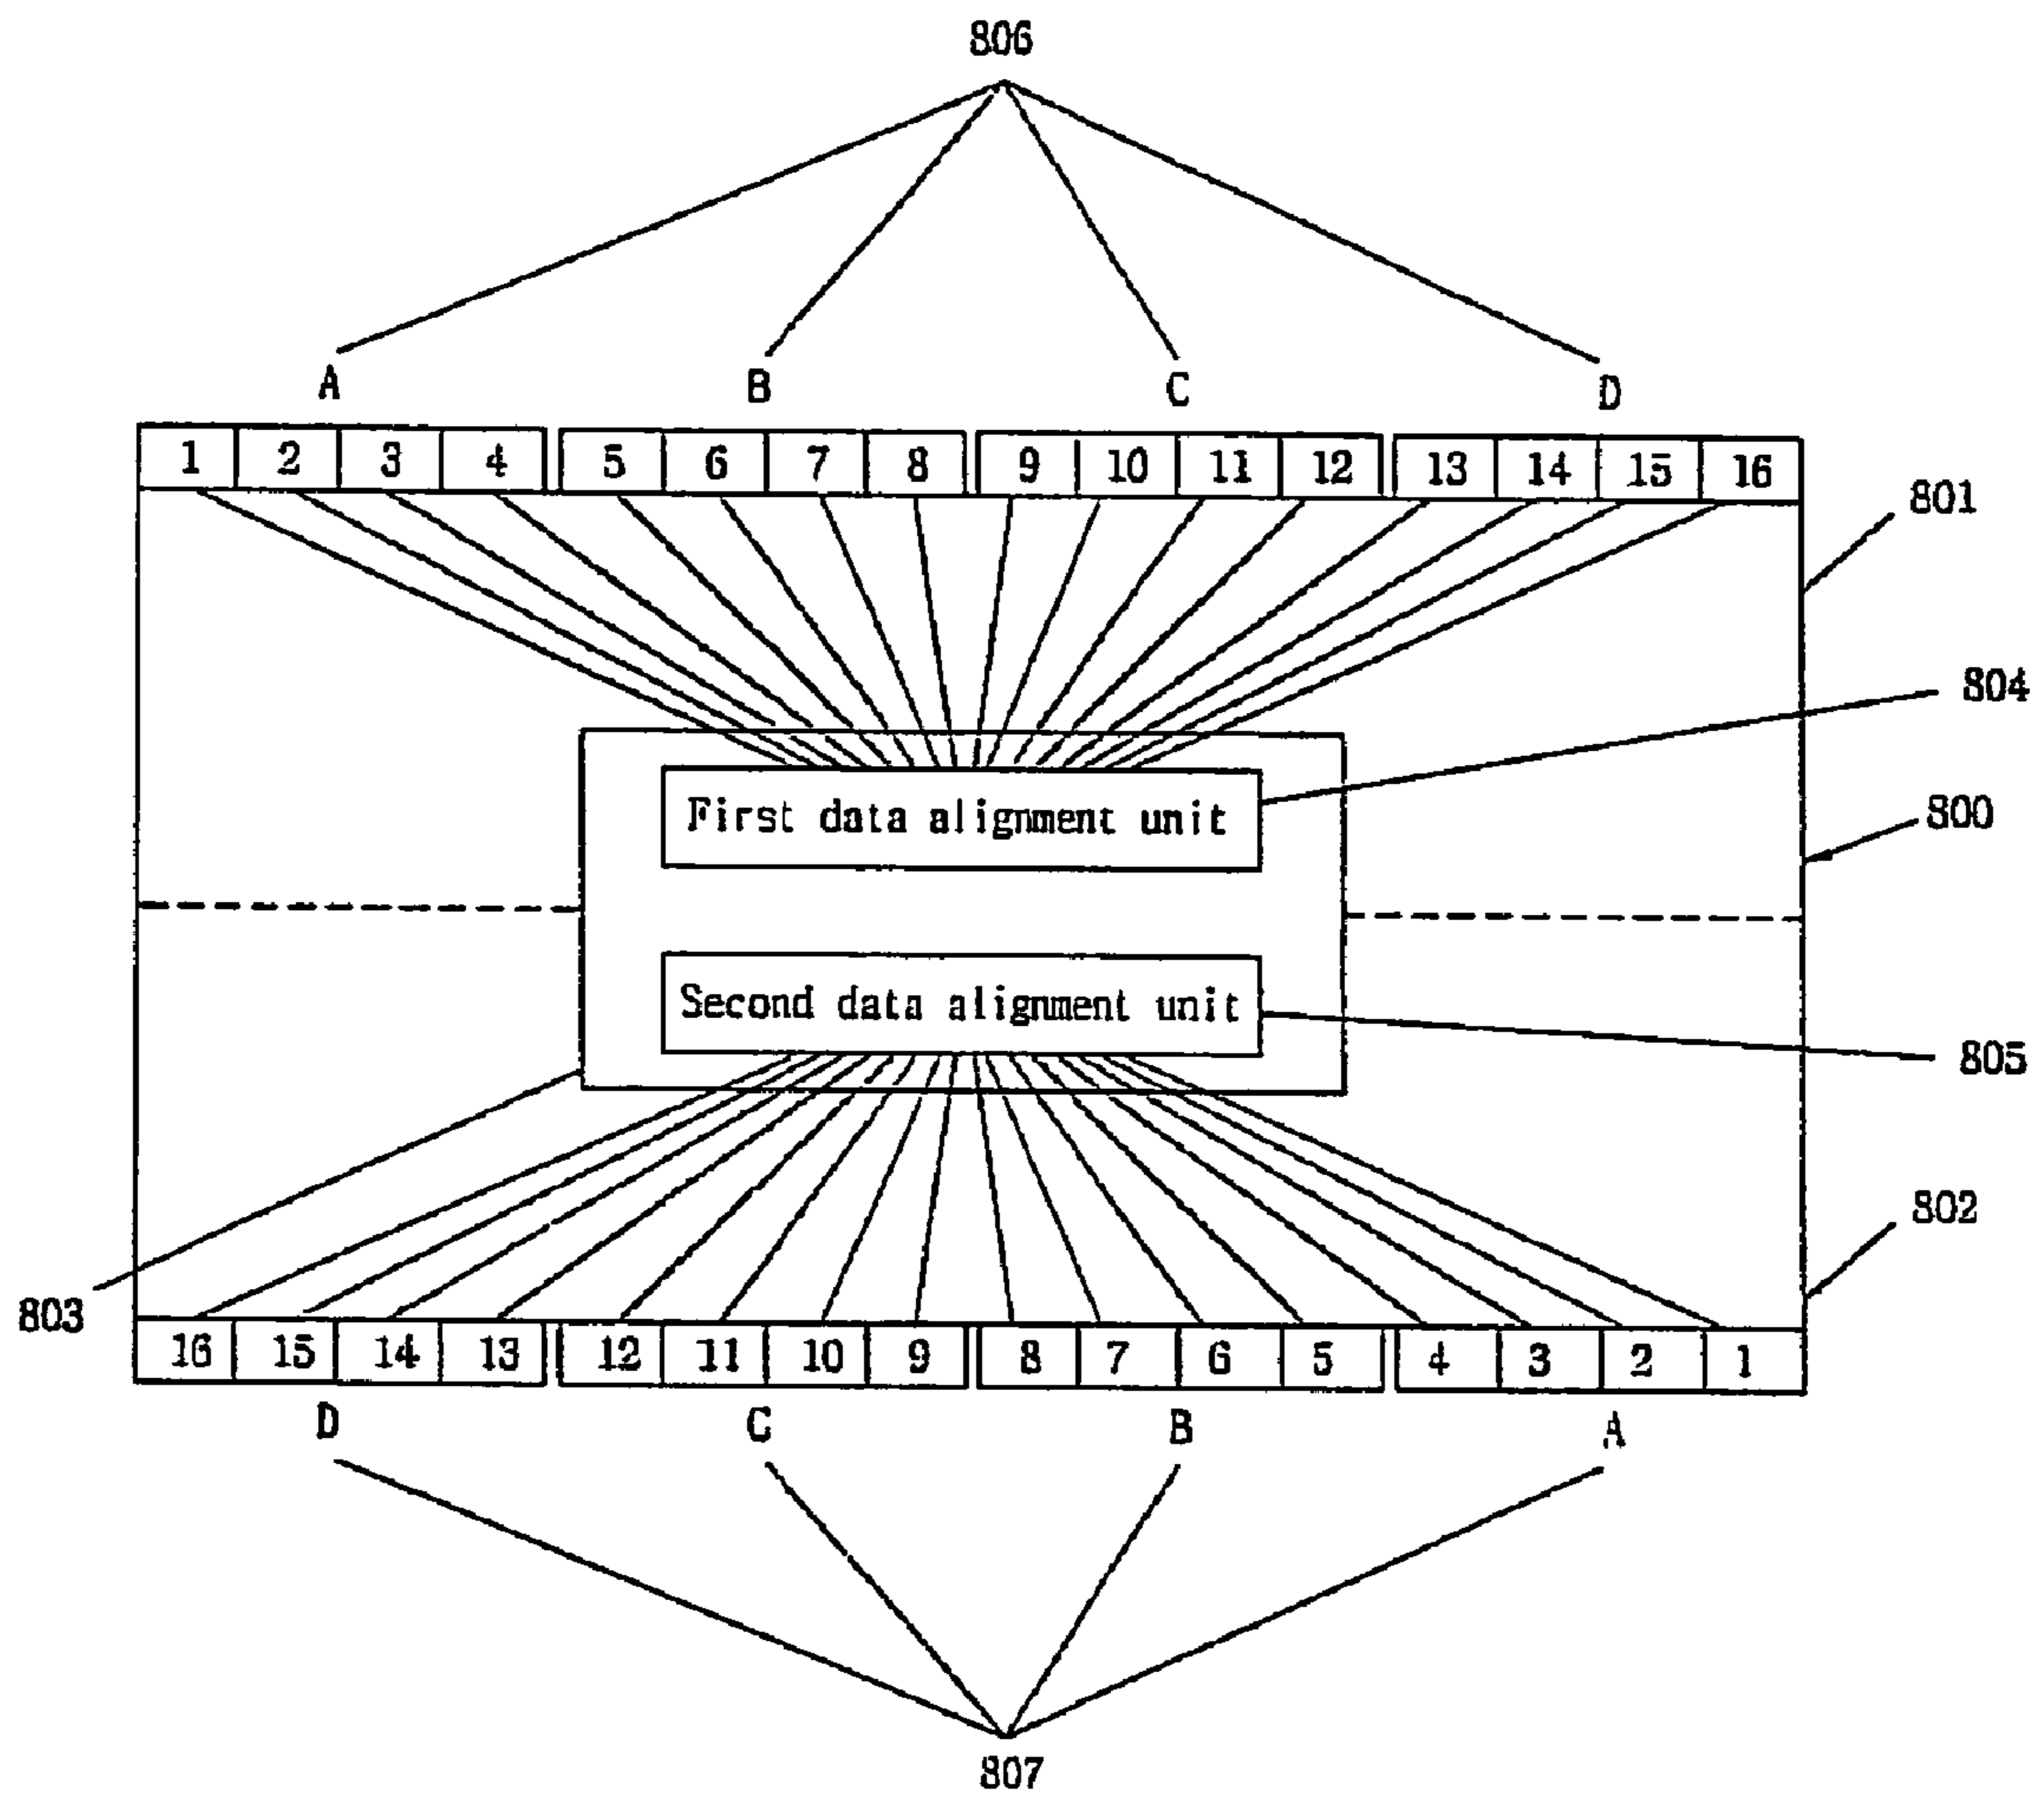 806
A B C D
1 2 3 4 5 6 7 8 9 10 11 12 13 14 15 16
801
804
First data alignment unit
800
Second data alignment unit
805
802
803
16 15 14 13 12 11 10 9 8 7 6 5 4 3 2 1
D C B A
807